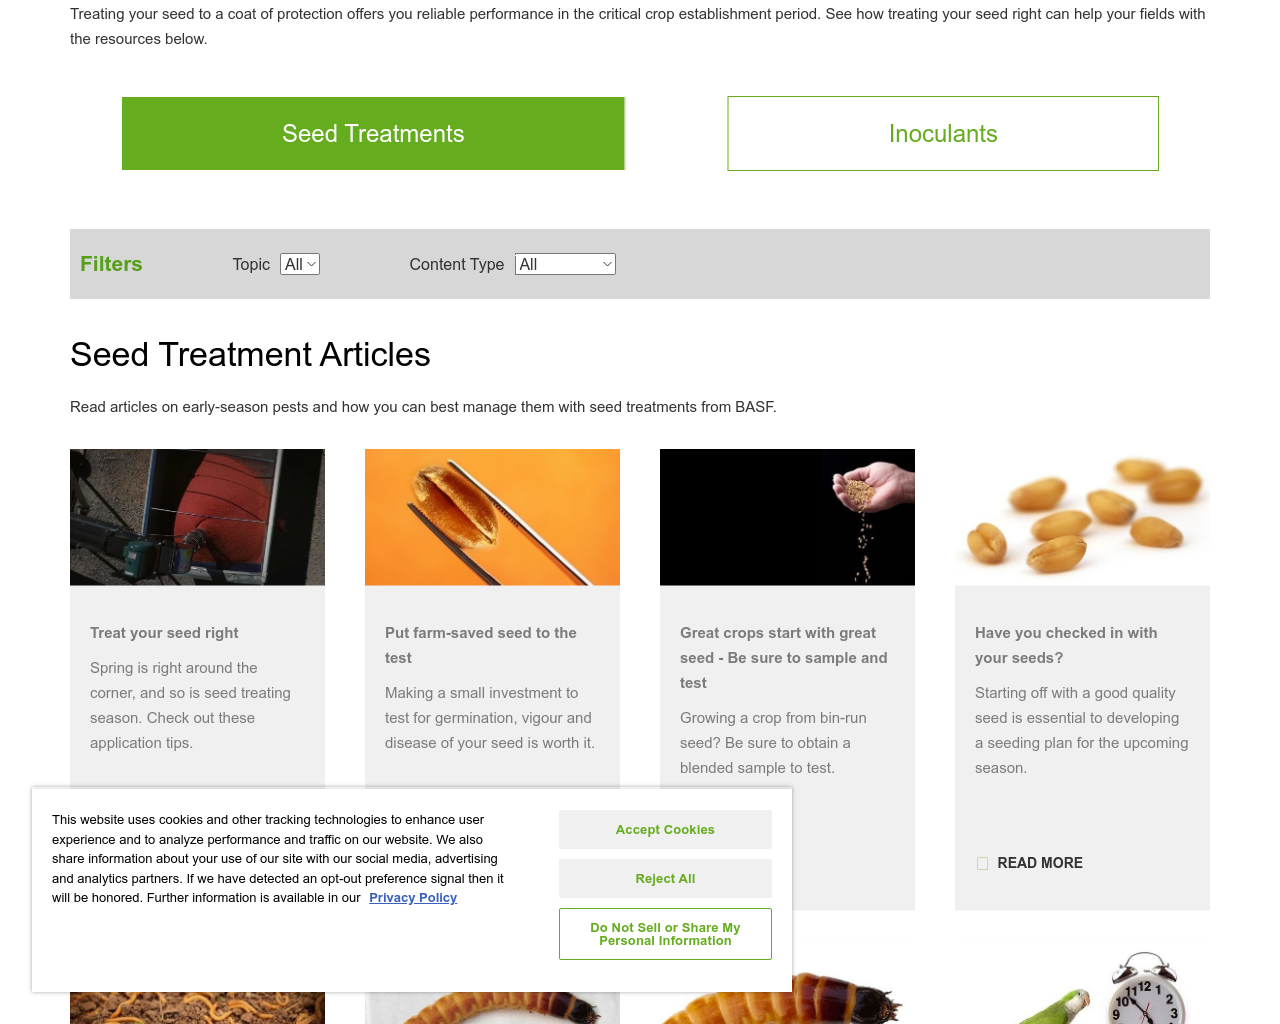 Treating your seed to a coat of protection offers you reliable performance in the critical crop establishment period. See how treating your seed right can help your fields with
the resources below.
Seed Treatments
Inoculants
Filters
Topic
All
Content Type
All
Seed Treatment Articles
Read articles on early-season pests and how you can best manage them with seed treatments from BASF.
Treat your seed right
Spring is right around the
corner, and so is seed treating
season. Check out these
application tips.
Put farm-saved seed to the
test
Making a small investment to
test for germination, vigour and
disease of your seed is worth it.
Great crops start with great
seed - Be sure to sample and
test
Growing a crop from bin-run
seed? Be sure to obtain a
blended sample to test.
Have you checked in with
your seeds?
Starting off with a good quality
seed is essential to developing
a seeding plan for the upcoming
season.
READ MORE
This website uses cookies and other tracking technologies to enhance user
experience and to analyze performance and traffic on our website. We also
share information about your use of our site with our social media, advertising
and analytics partners. If we have detected an opt-out preference signal then it
will be honored. Further information is available in our Privacy Policy
Accept Cookies
Reject All
Do Not Sell or Share My
Personal Information
11 12 1
10 2
9 3